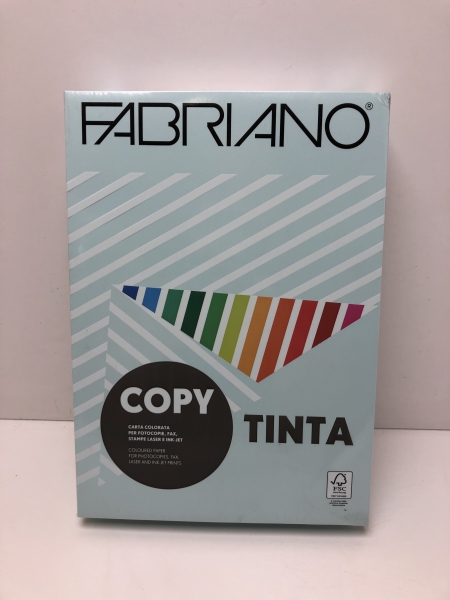 FABRIANO®
COPY
TINTA
CARTA COLORATA
PER FOTOCOPIE, FAX,
STAMPE LASER E INK-JET
COLOURED PAPER
FOR PHOTOCOPIES, FAX,
LASER AND INK-JET PRINTS
FSC